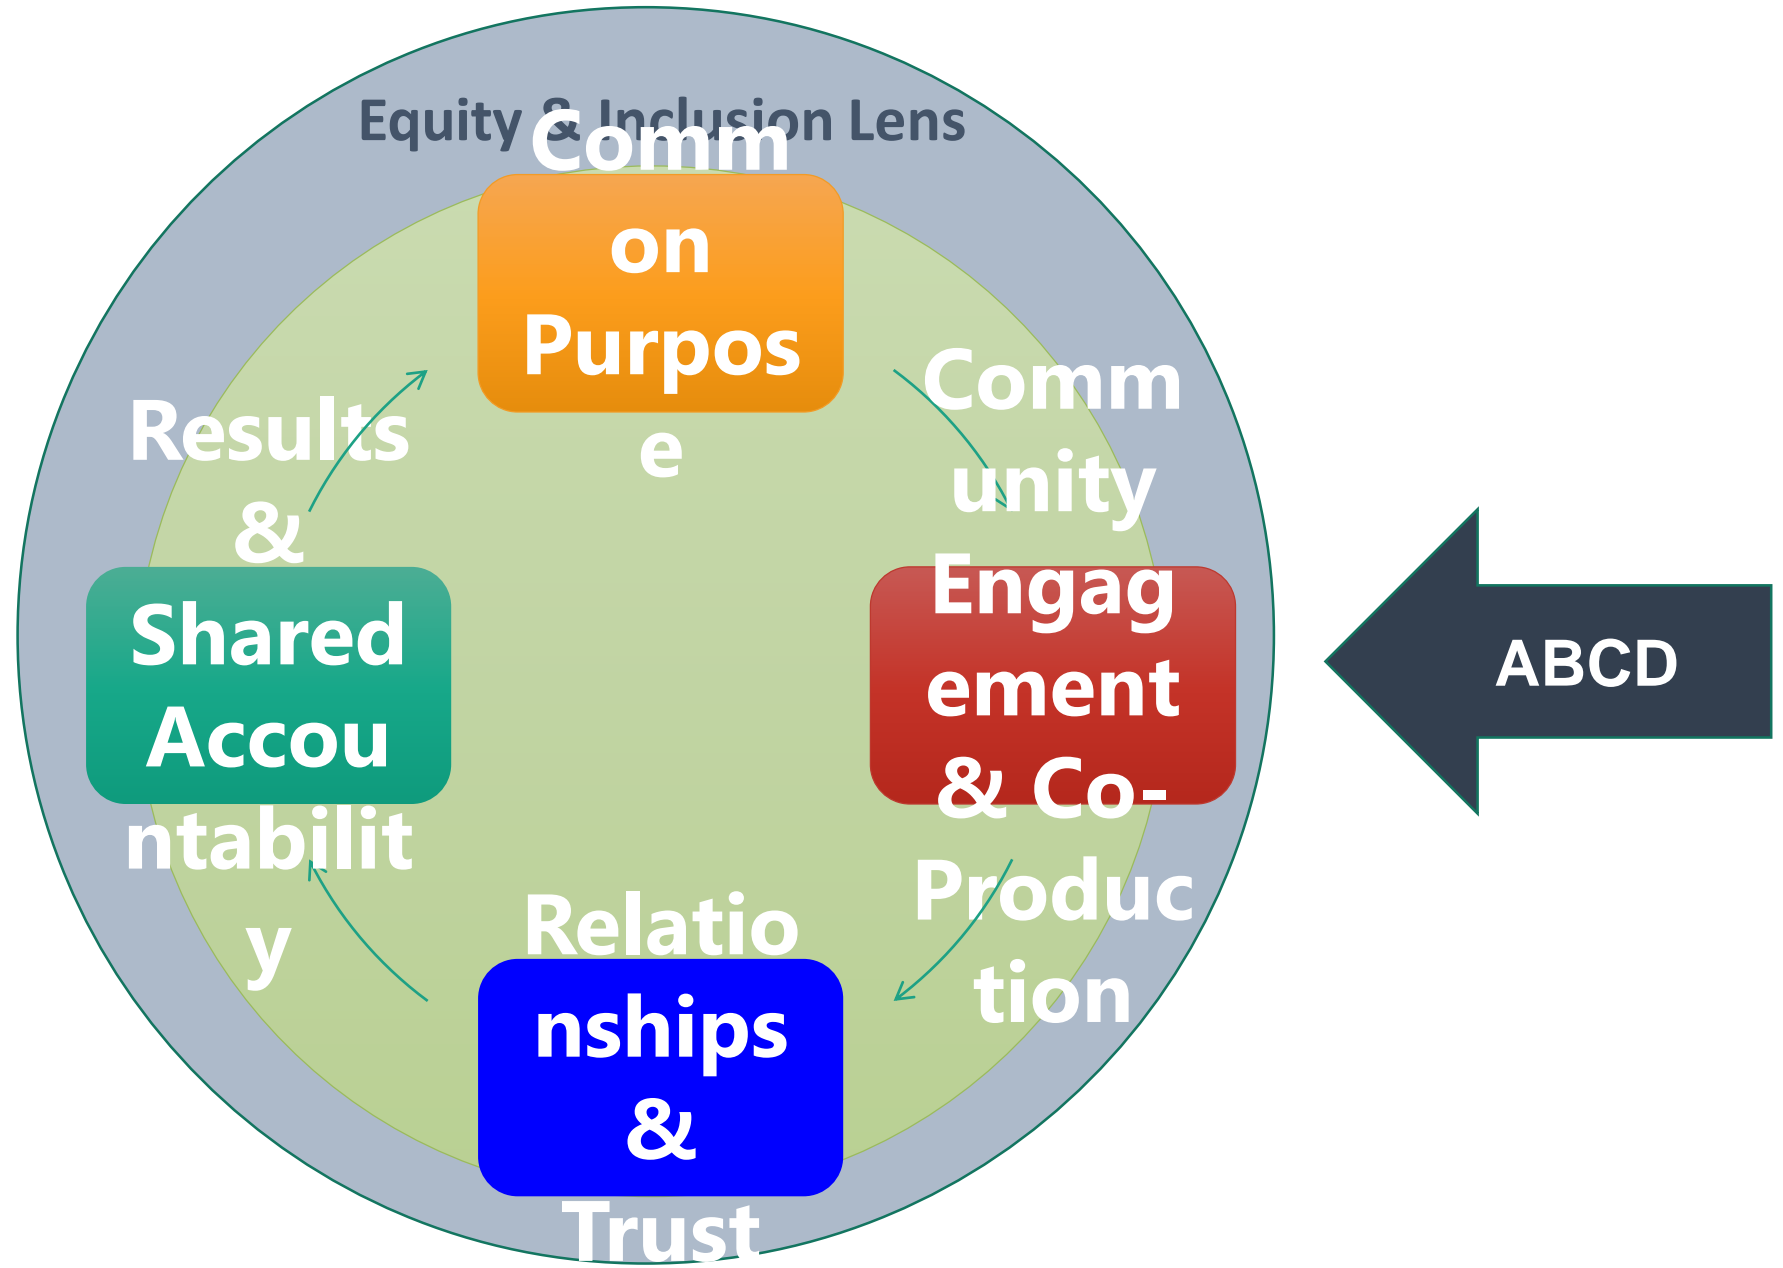 Equity & Inclusion Lens
Comm
on
Purpos
e
Comm
unity
Engag
ement
& Co-
Produc
tion
ABCD
Relatio
nships
&
Trust
Results
&
Shared
Accou
ntabilit
y